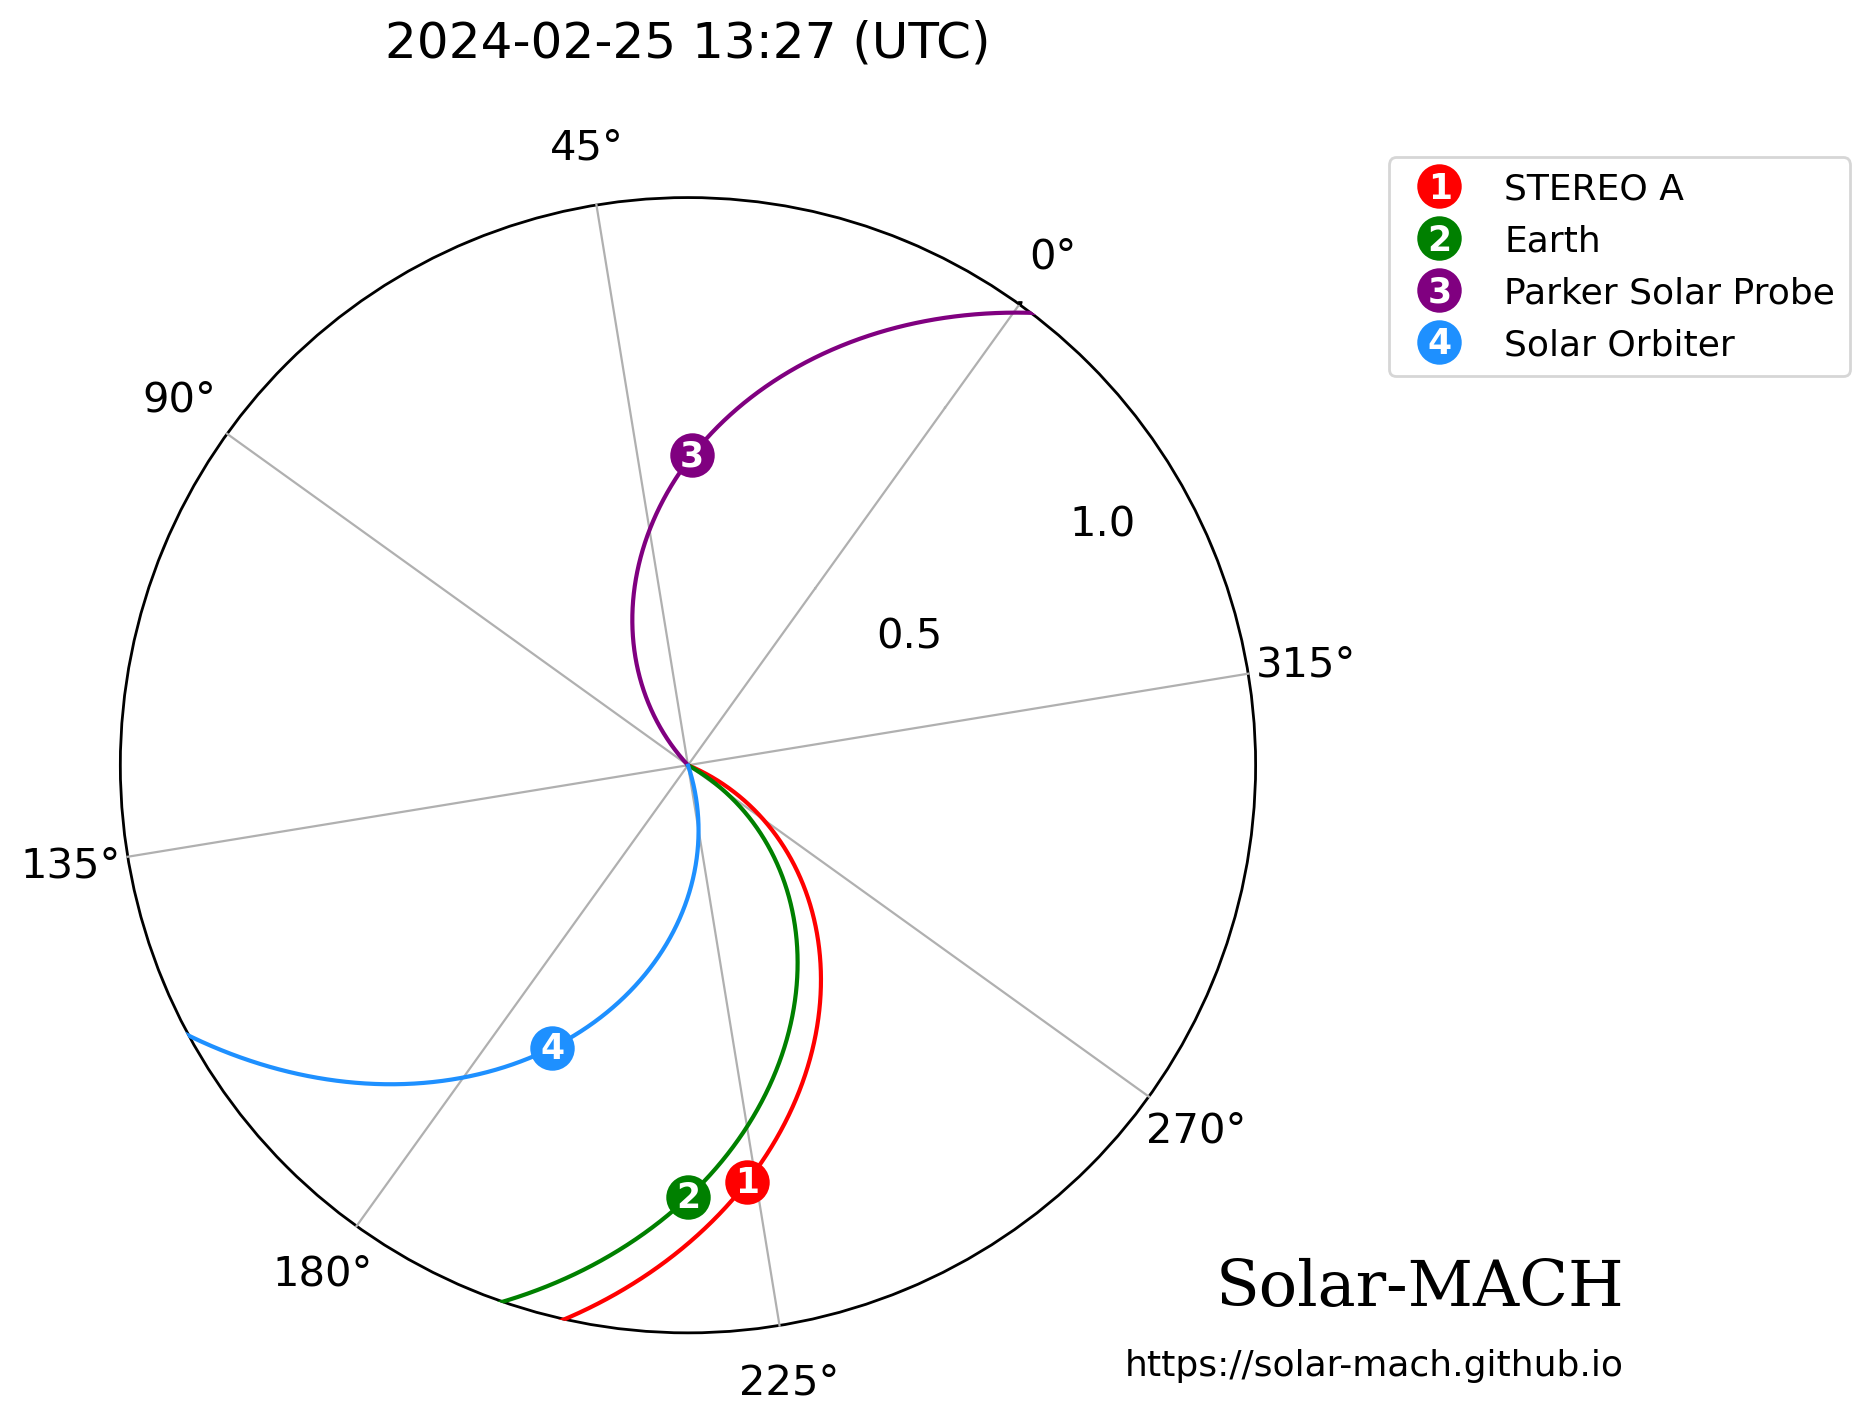 2024-02-25 13:27 (UTC)
45°
0°
1 STEREO A
2 Earth
3 Parker Solar Probe
4 Solar Orbiter
90°
3
1.0
0.5
315°
135°
4
270°
1
2
180°
225°
Solar-MACH
https://solar-mach.github.io